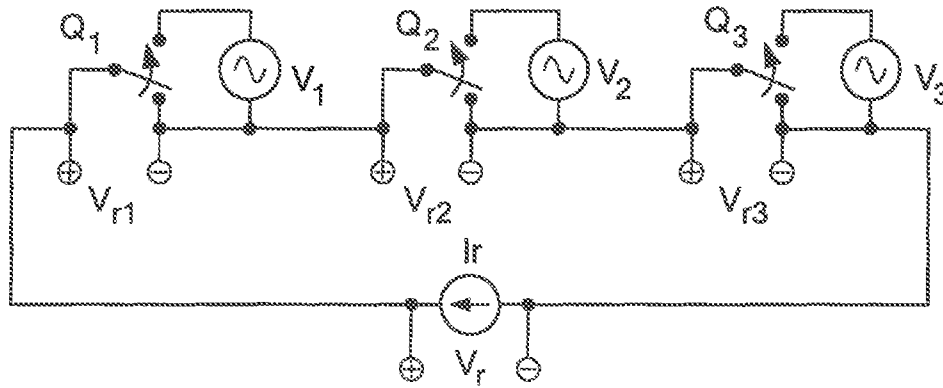 Q1
V1
Q2
V2
Q3
V3
+
−
Vr1
+
−
Vr2
+
−
Vr3
Ir
+
Vr
−